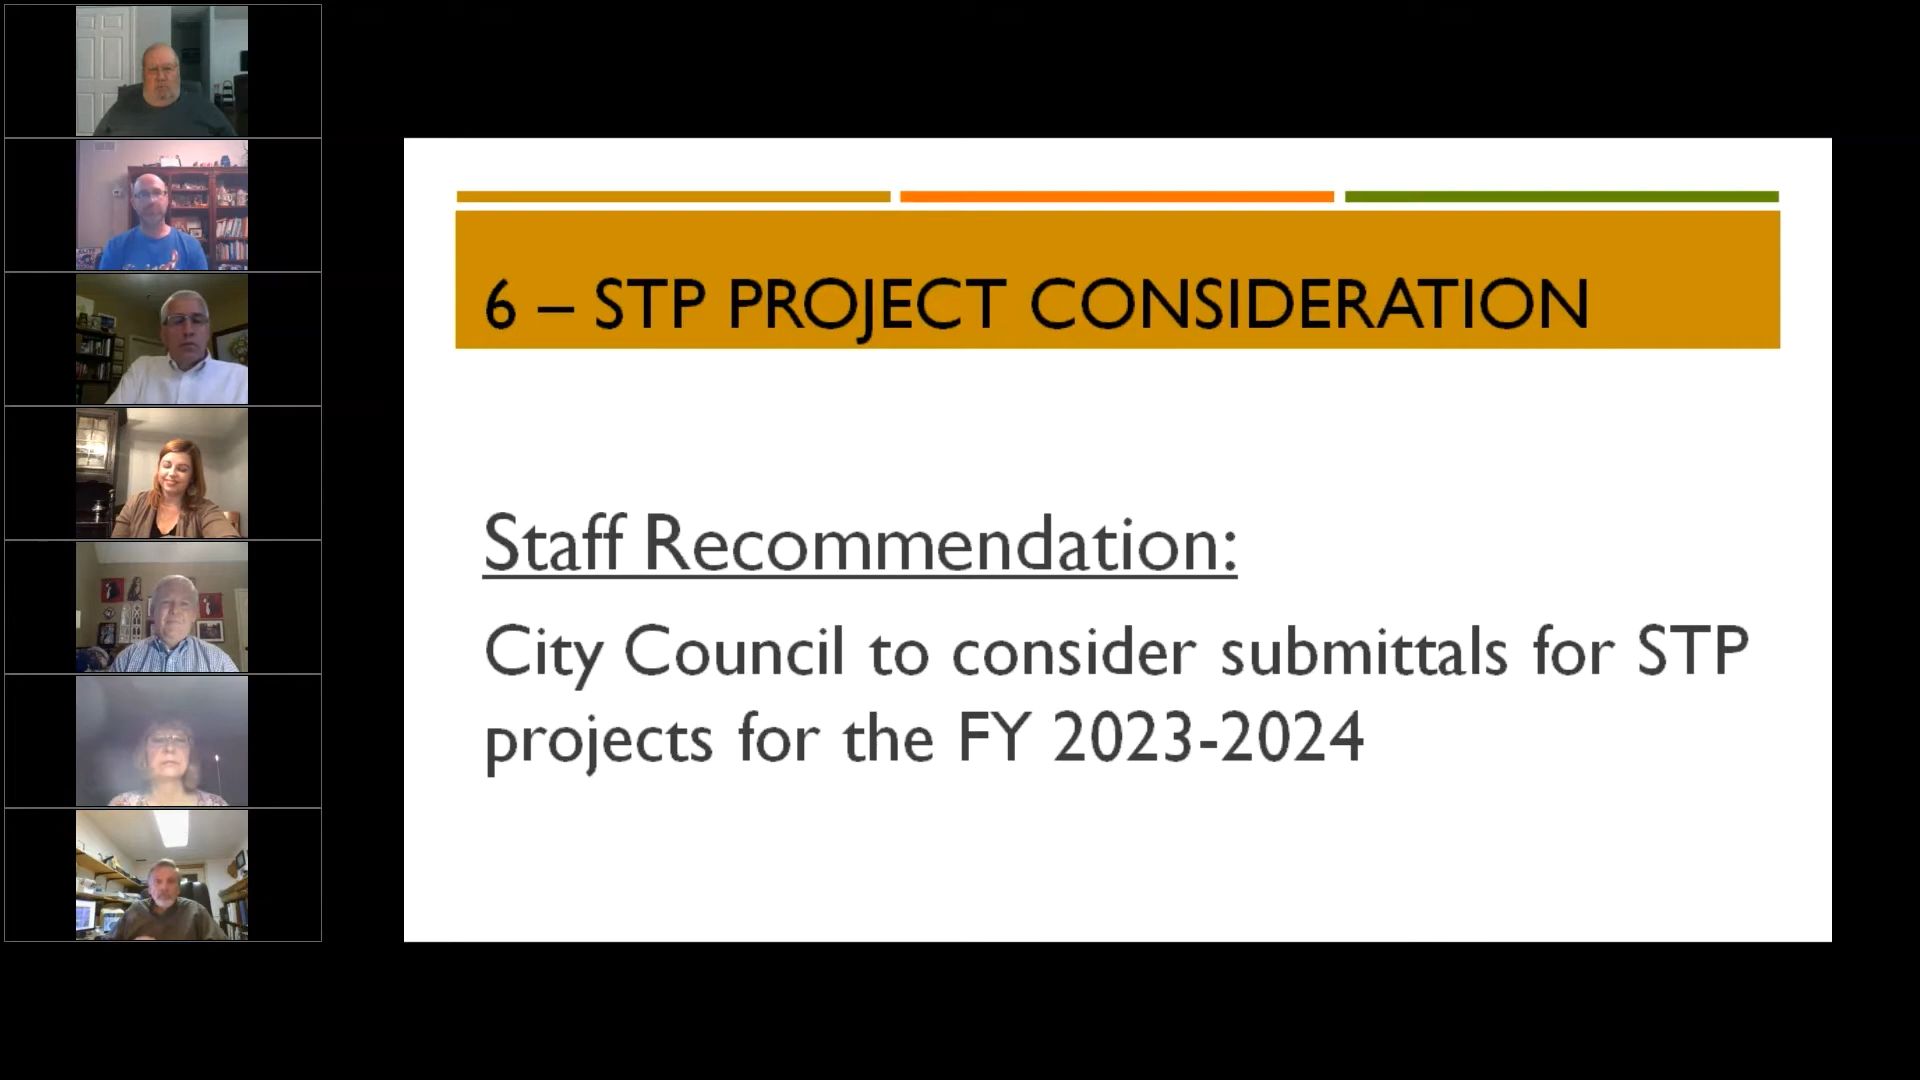 6 – STP PROJECT CONSIDERATION
Staff Recommendation:
City Council to consider submittals for STP
projects for the FY 2023-2024